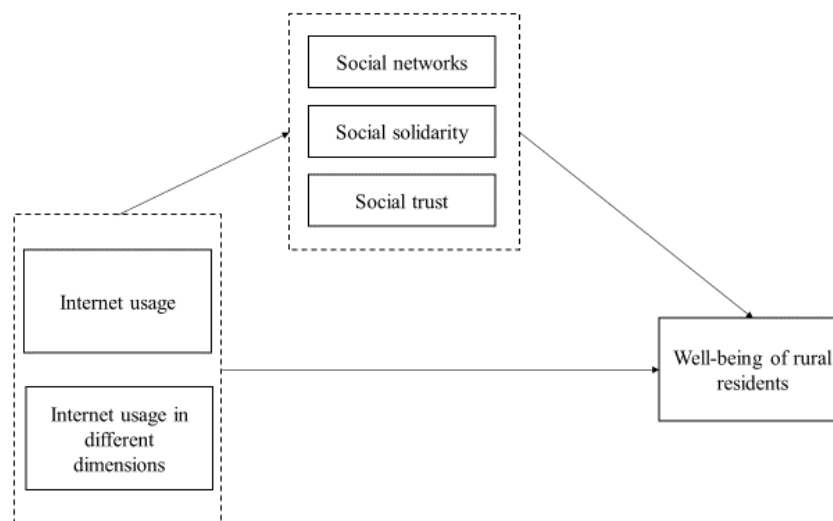 Social networks
Social solidarity
Social trust
Internet usage
Internet usage in
different
dimensions
Well-being of rural
residents